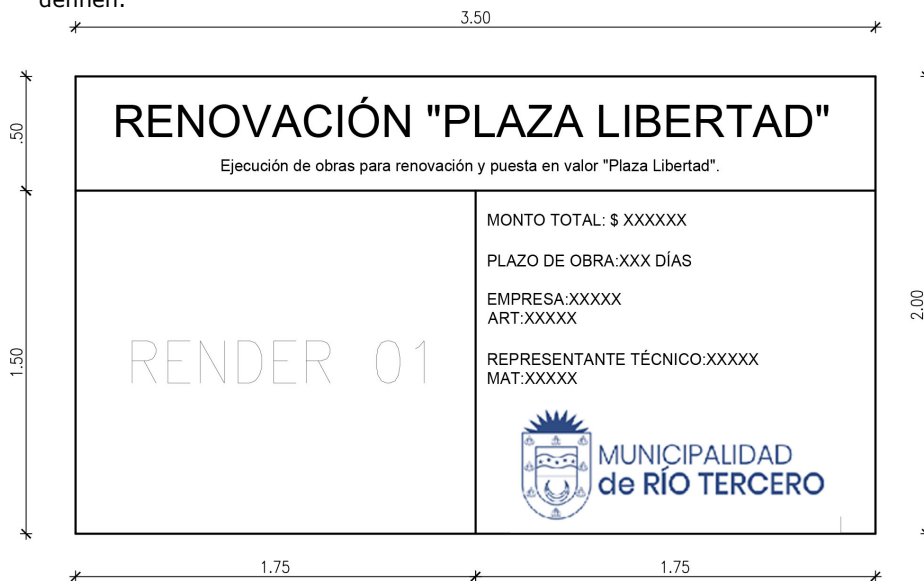 definen:
3.50
.50
RENOVACIÓN "PLAZA LIBERTAD"
Ejecución de obras para renovación y puesta en valor "Plaza Libertad".
MONTO TOTAL: $ XXXXXX
PLAZO DE OBRA:XXX DÍAS
EMPRESA:XXXXX
ART:XXXXX
REPRESENTANTE TÉCNICO:XXXXX
MAT:XXXXX
RENDER 01
1.50
2.00
MUNICIPALIDAD
de RÍO TERCERO
1.75
1.75